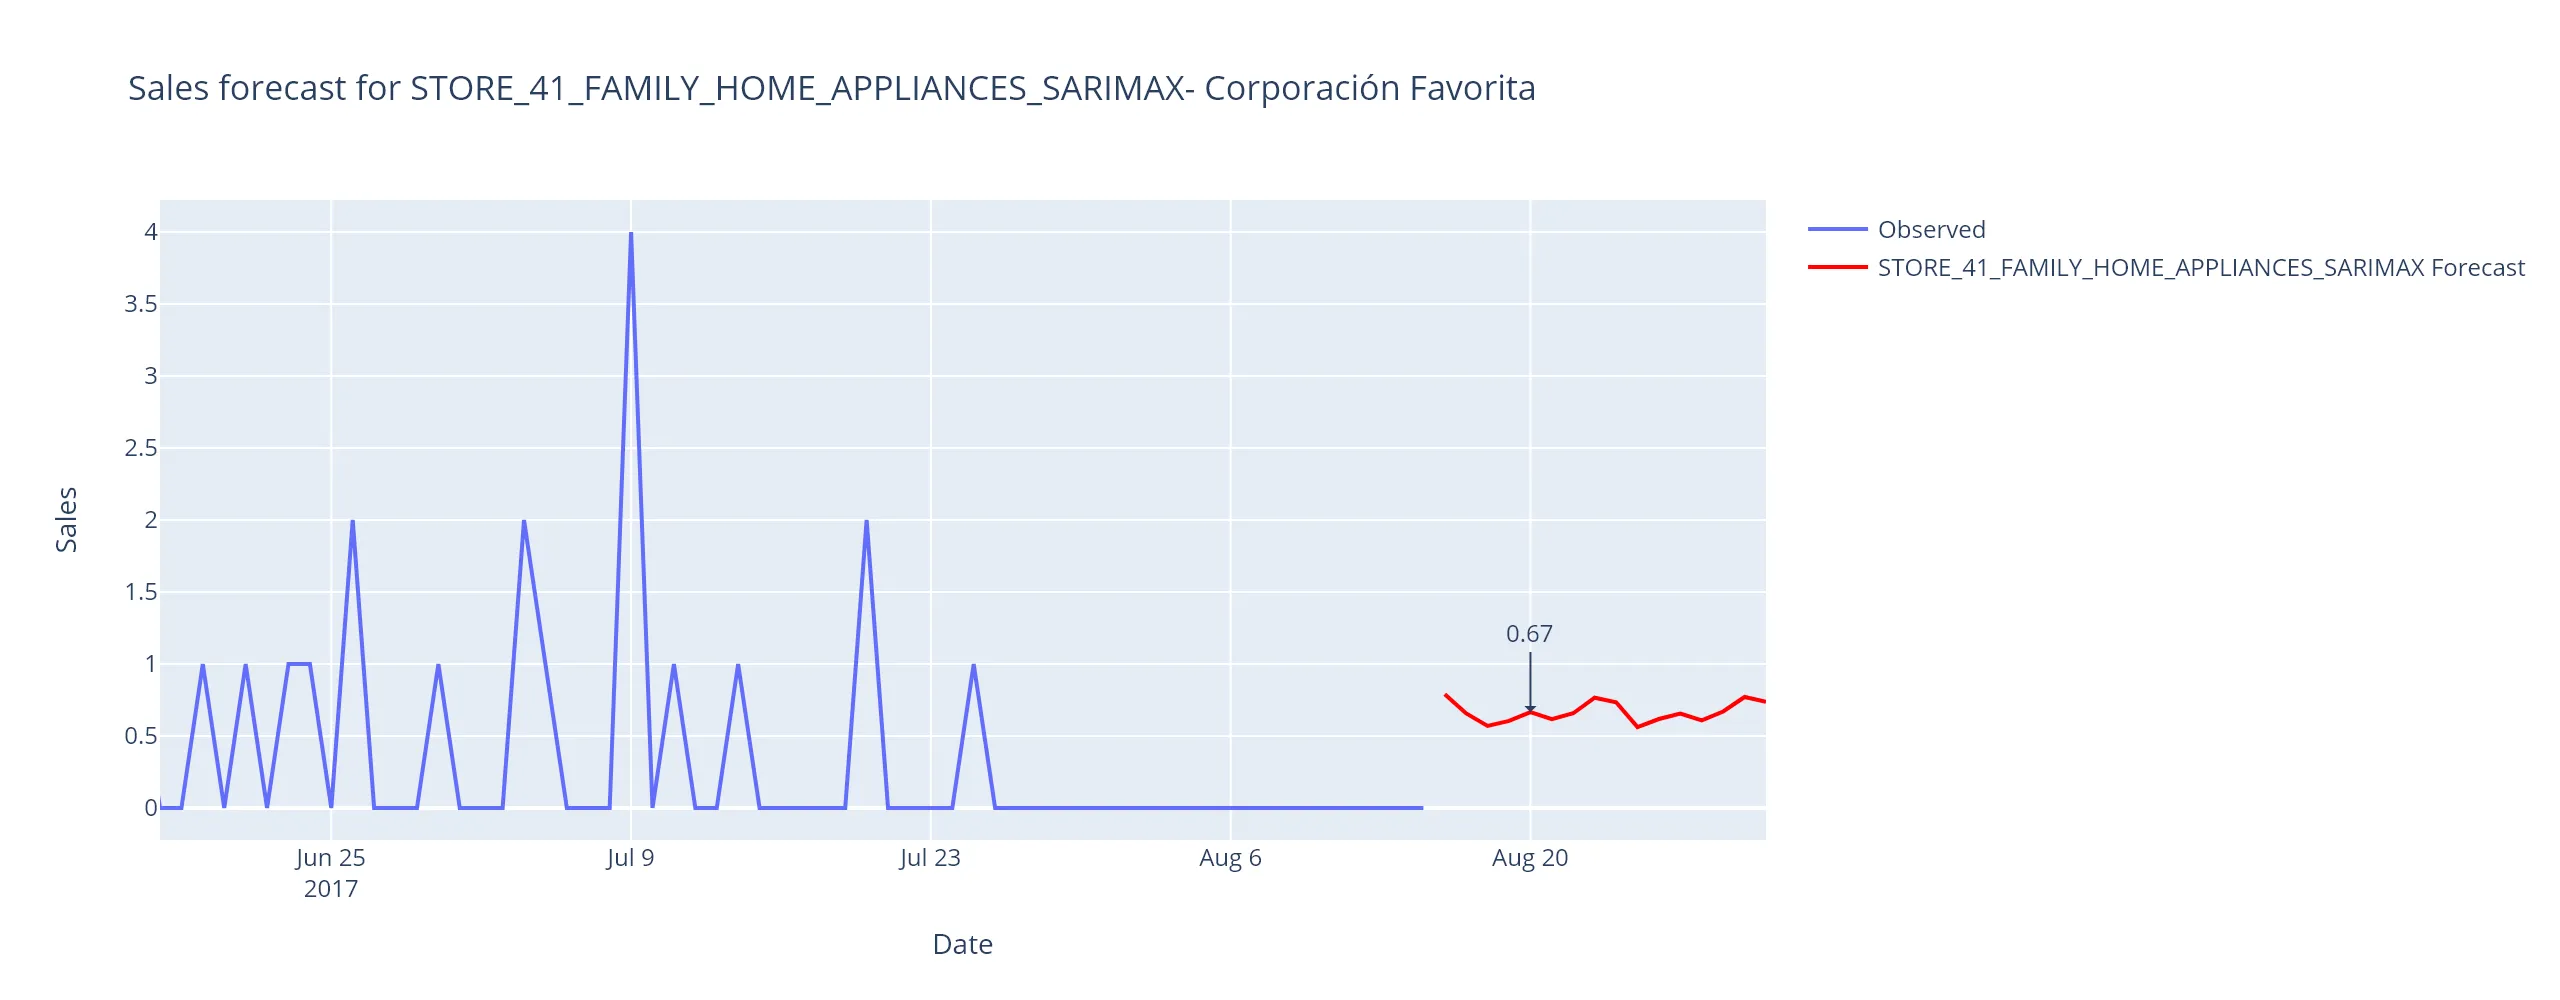 Sales forecast for STORE_41_FAMILY_HOME_APPLIANCES_SARIMAX- Corporación Favorita
Observed
STORE_41_FAMILY_HOME_APPLIANCES_SARIMAX Forecast
4
3.5
3
2.5
2
1.5
1
0.5
0
Sales
0.67
Jun 25
2017
Jul 9
Jul 23
Aug 6
Aug 20
Date